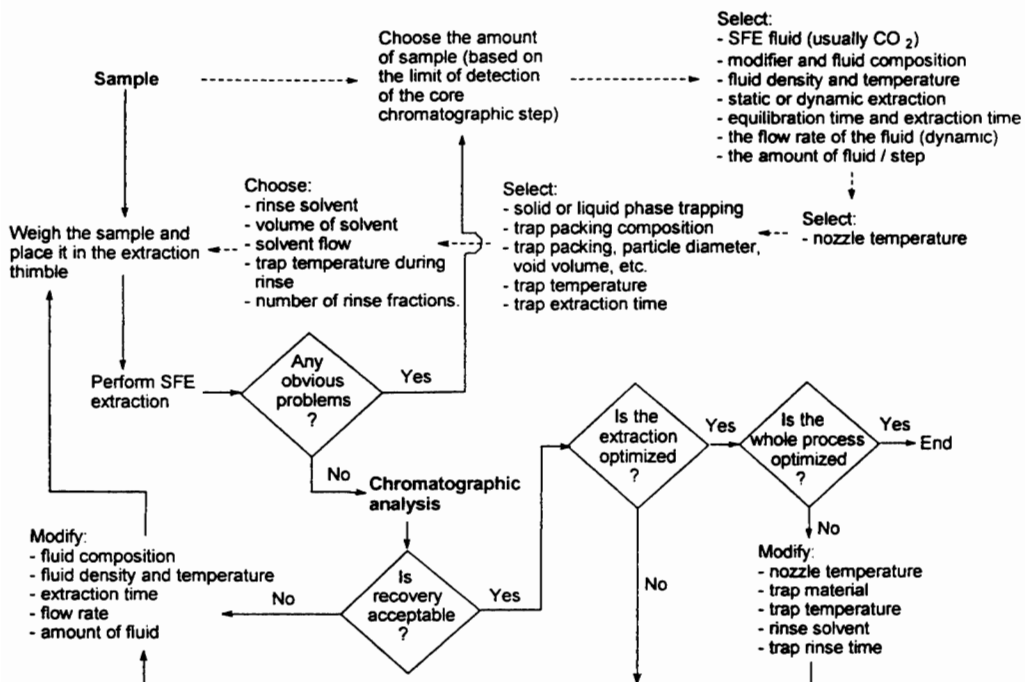 Sample
Choose the amount
of sample (based on
the limit of detection
of the core
chromatographic step)
Select:
- SFE fluid (usually CO 2)
- modifier and fluid composition
- fluid density and temperature
- static or dynamic extraction
- equilibration time and extraction time
- the flow rate of the fluid (dynamic)
- the amount of fluid / step
Select:
- nozzle temperature
Select:
- solid or liquid phase trapping
- trap packing composition
- trap packing, particle diameter,
void volume, etc.
- trap temperature
- trap extraction time
Choose:
- rinse solvent
- volume of solvent
- solvent flow
- trap temperature during
rinse
- number of rinse fractions.
Weigh the sample and
place it in the extraction
thimble
Perform SFE
extraction
Any
obvious
problems
?
Yes
No
Chromatographic
analysis
Is
recovery
acceptable
?
No
Yes
Modify:
- fluid composition
- fluid density and temperature
- extraction time
- flow rate
- amount of fluid
Is the
extraction
optimized
?
Yes
No
Is the
whole process
optimized
?
Yes
End
No
Modify:
- nozzle temperature
- trap material
- trap temperature
- rinse solvent
- trap rinse time